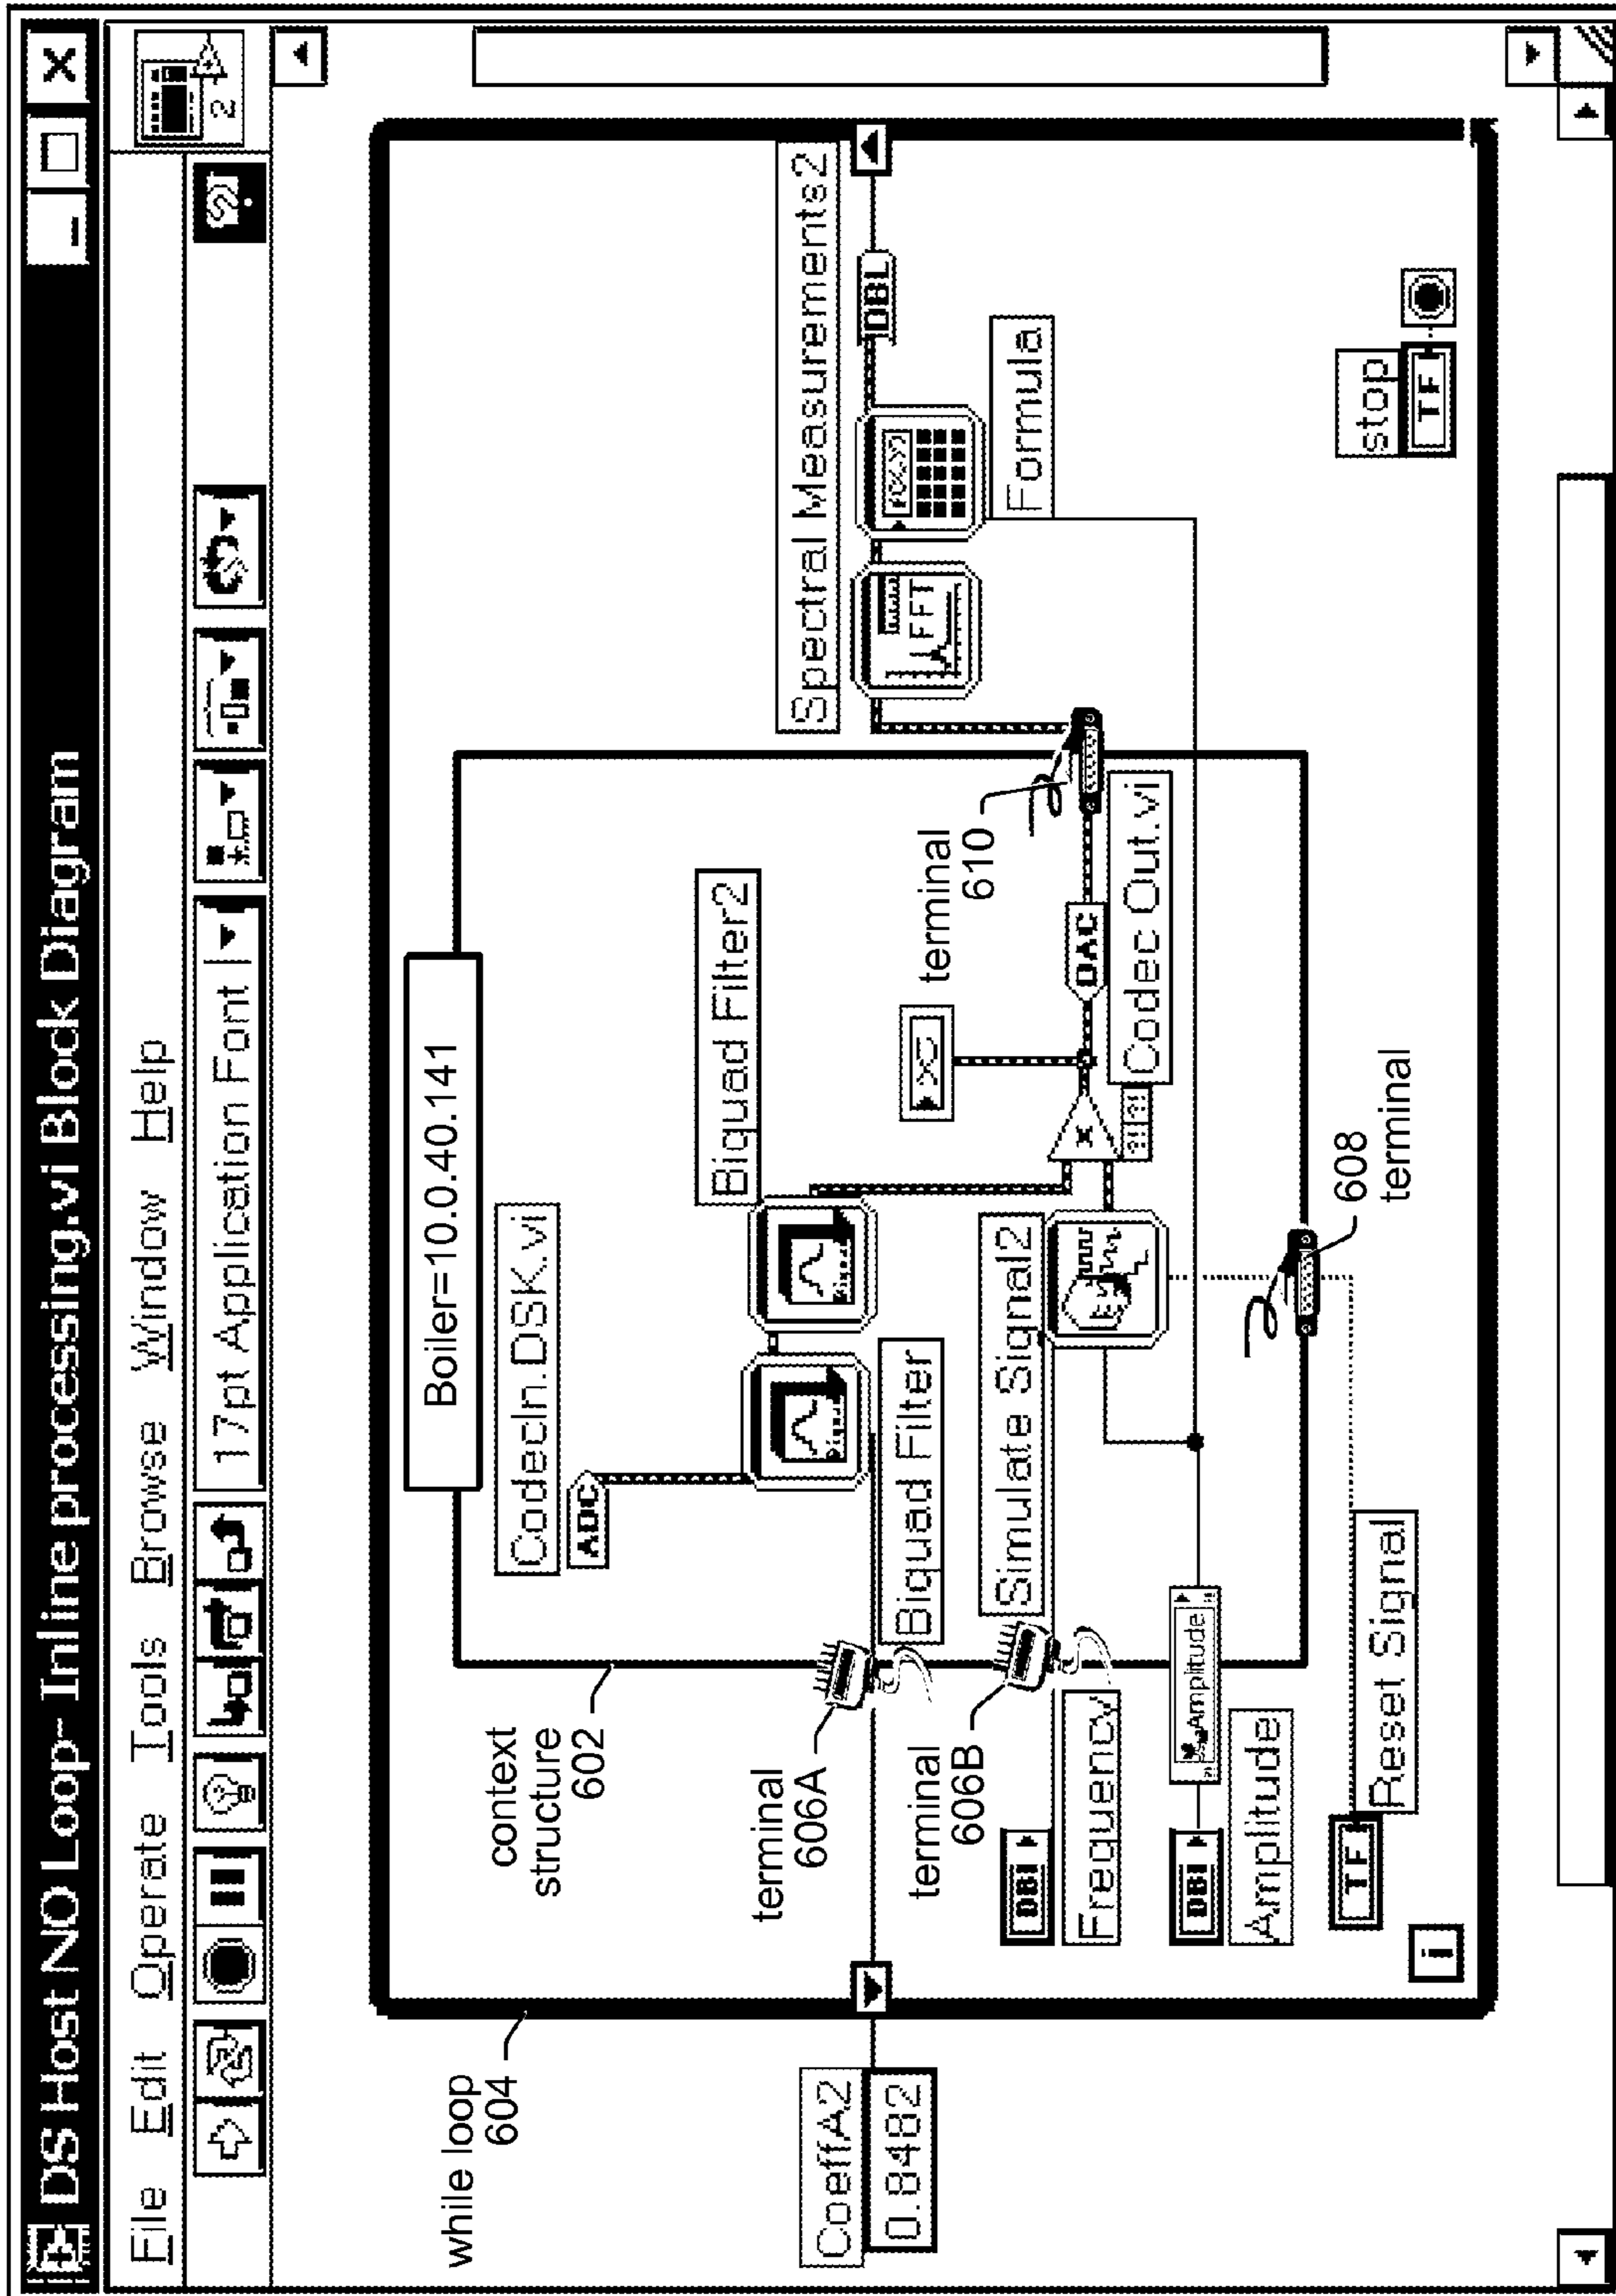 DS Host NO Loop- Inline processing.vi Block Diagram
File Edit Operate Tools Browse Window Help
17pt Application Font
2
while loop
604
context
structure
602
Boiler=10.0.40.141
CodecIn.DSK.vi
ADC
Biquad Filter2
Biquad Filter
Spectral Measurements2
CoeffA2
0.8482
terminal
606A
terminal
606B
Simulate Signal2
terminal
610
FFT
DBL
Formula
x
DAC
Codec Out.vi
DBL
Frequency
DBL
Amplitude
Amplitude
608
terminal
TF
Reset Signal
stop
TF
i